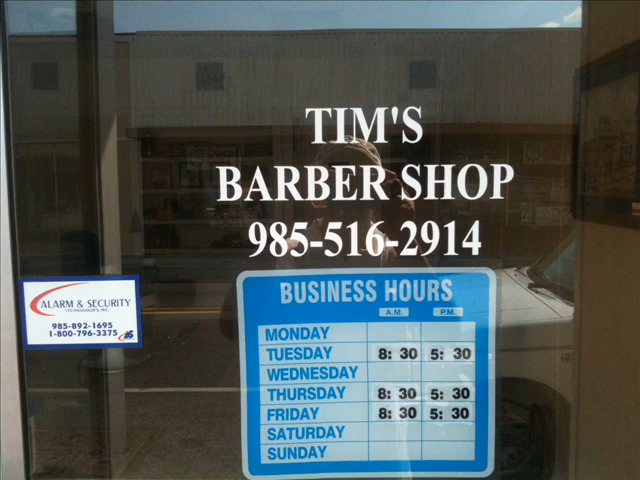 TIM'S
BARBER SHOP
985-516-2914
ALARM & SECURITY
TECHNOLOGIES, INC.
985-892-1695
1-800-796-3375
BUSINESS HOURS
A.M. P.M.
MONDAY
TUESDAY 8: 30 5: 30
WEDNESDAY
THURSDAY 8: 30 5: 30
FRIDAY 8: 30 5: 30
SATURDAY
SUNDAY